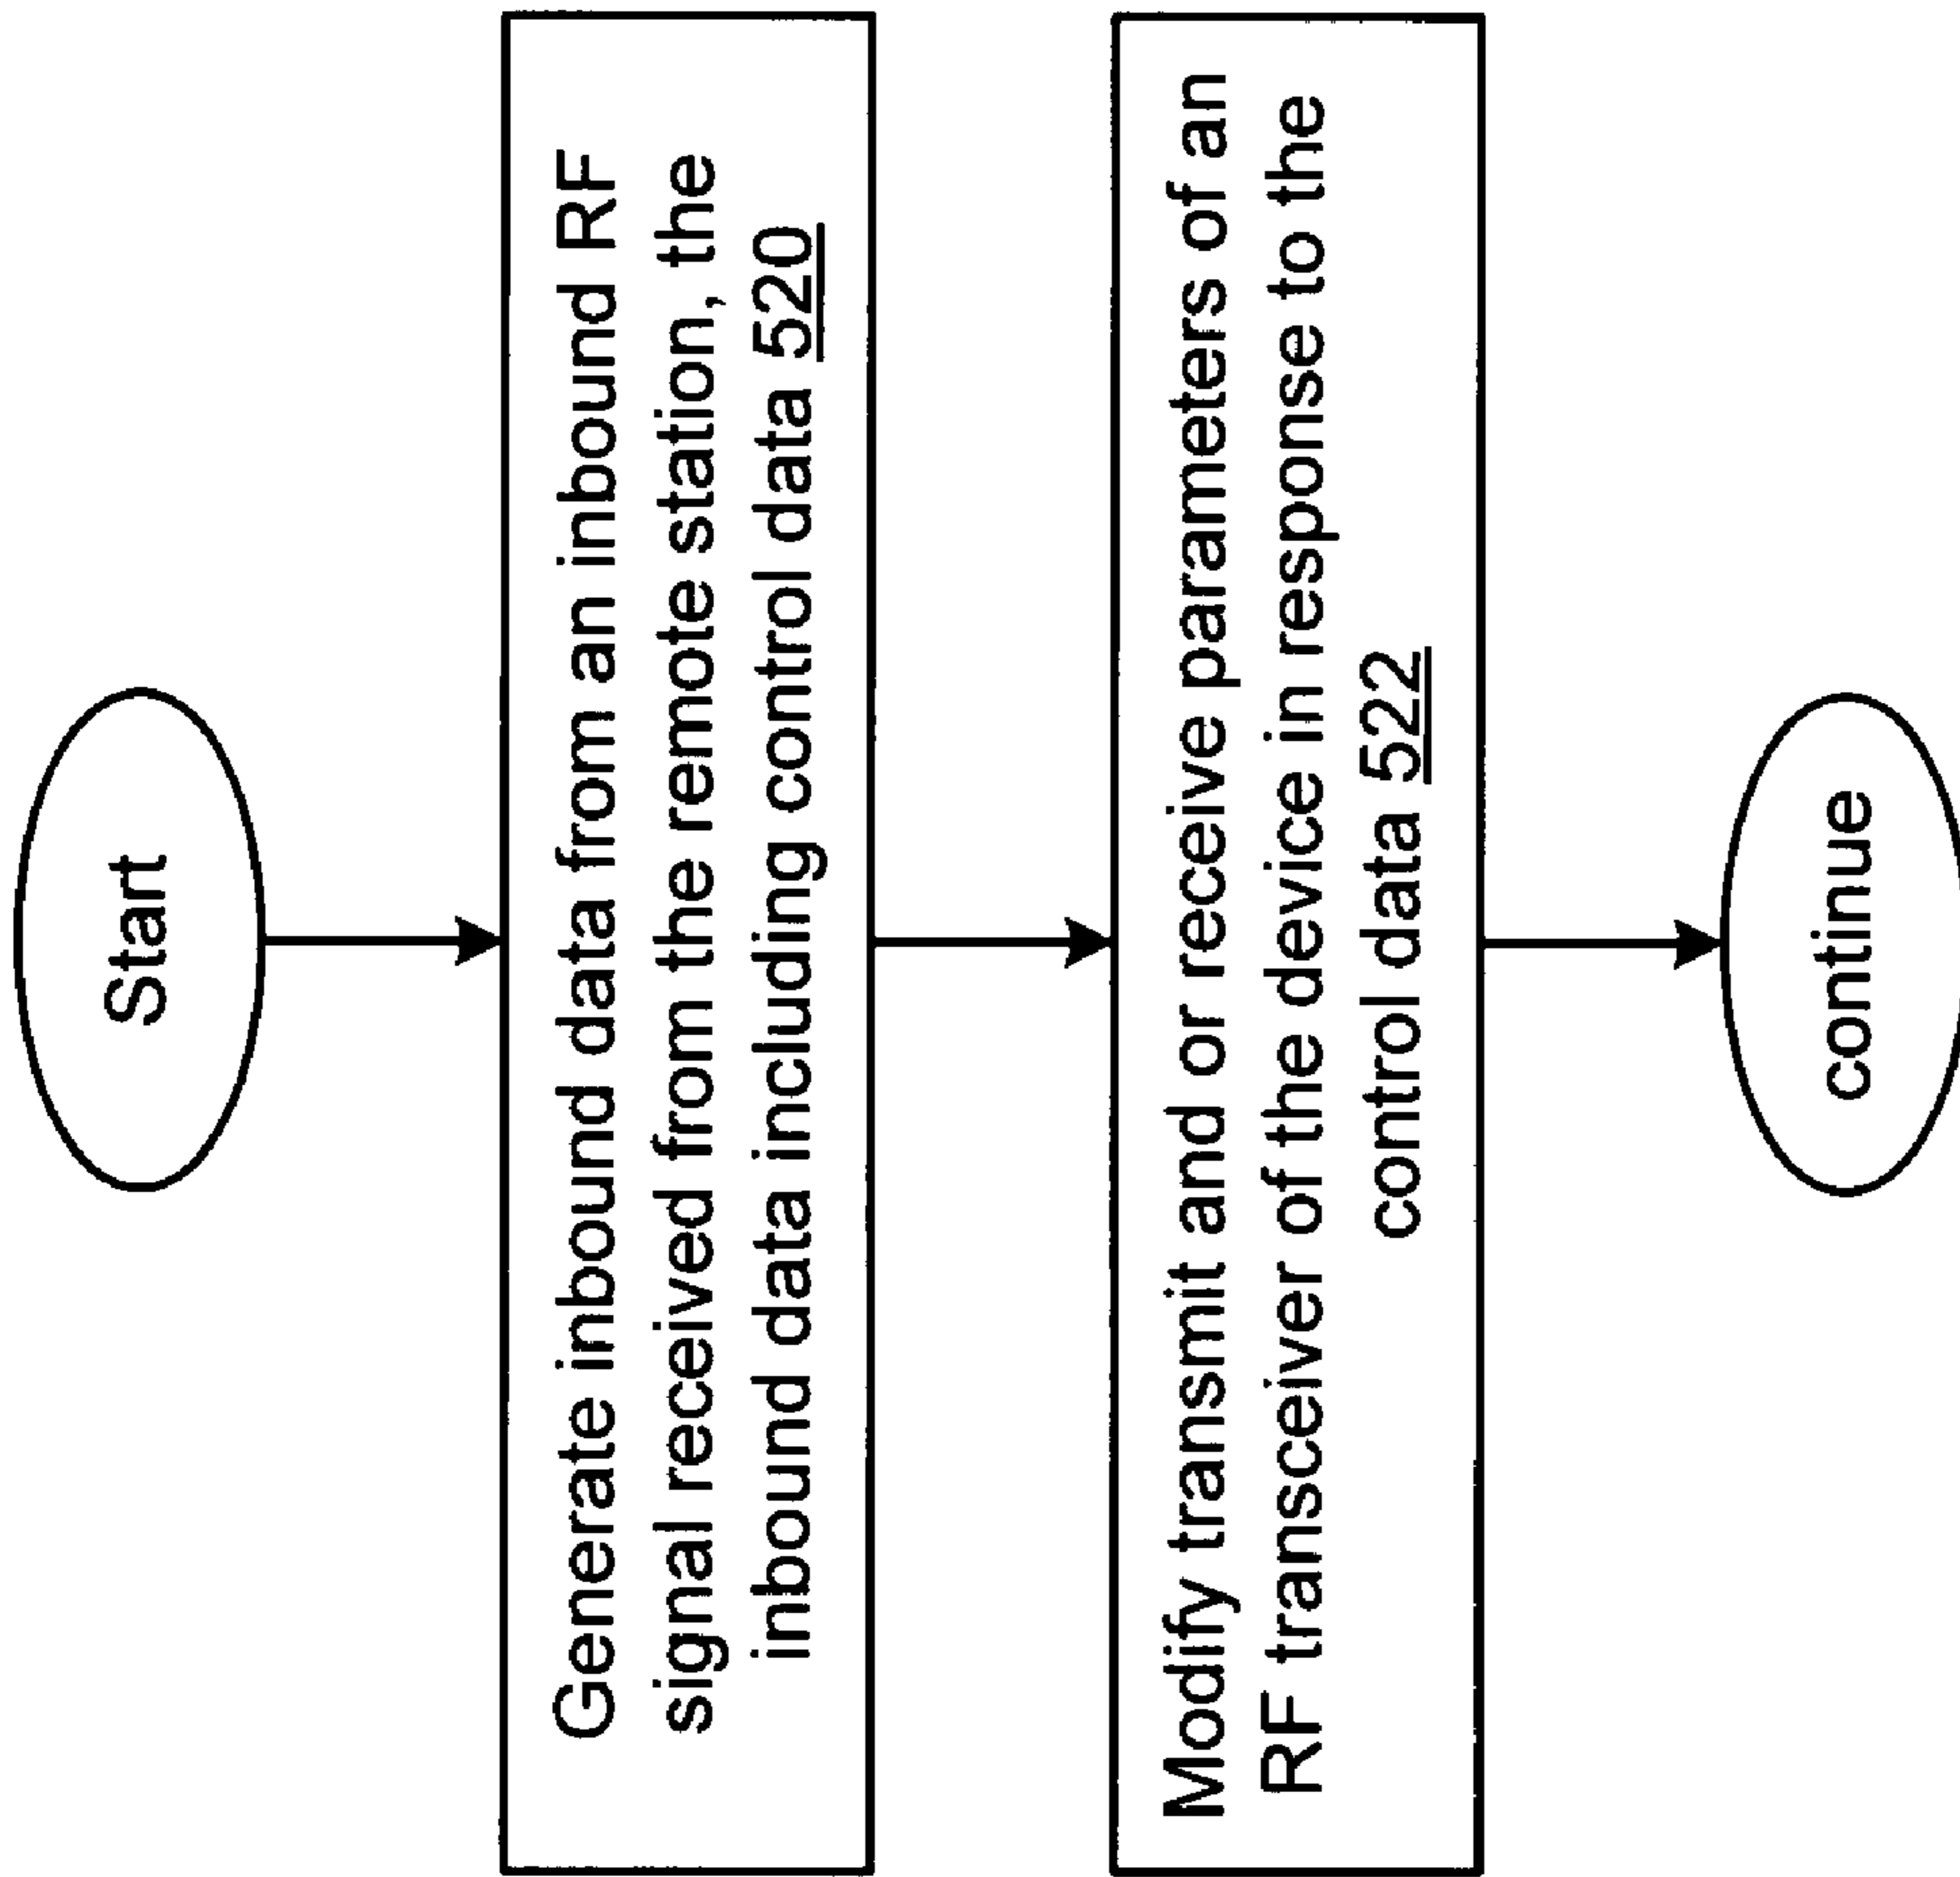 Start
Generate inbound data from an inbound RF
signal received from the remote station, the
inbound data including control data 520
Modify transmit and or receive parameters of an
RF transceiver of the device in response to the
control data 522
continue